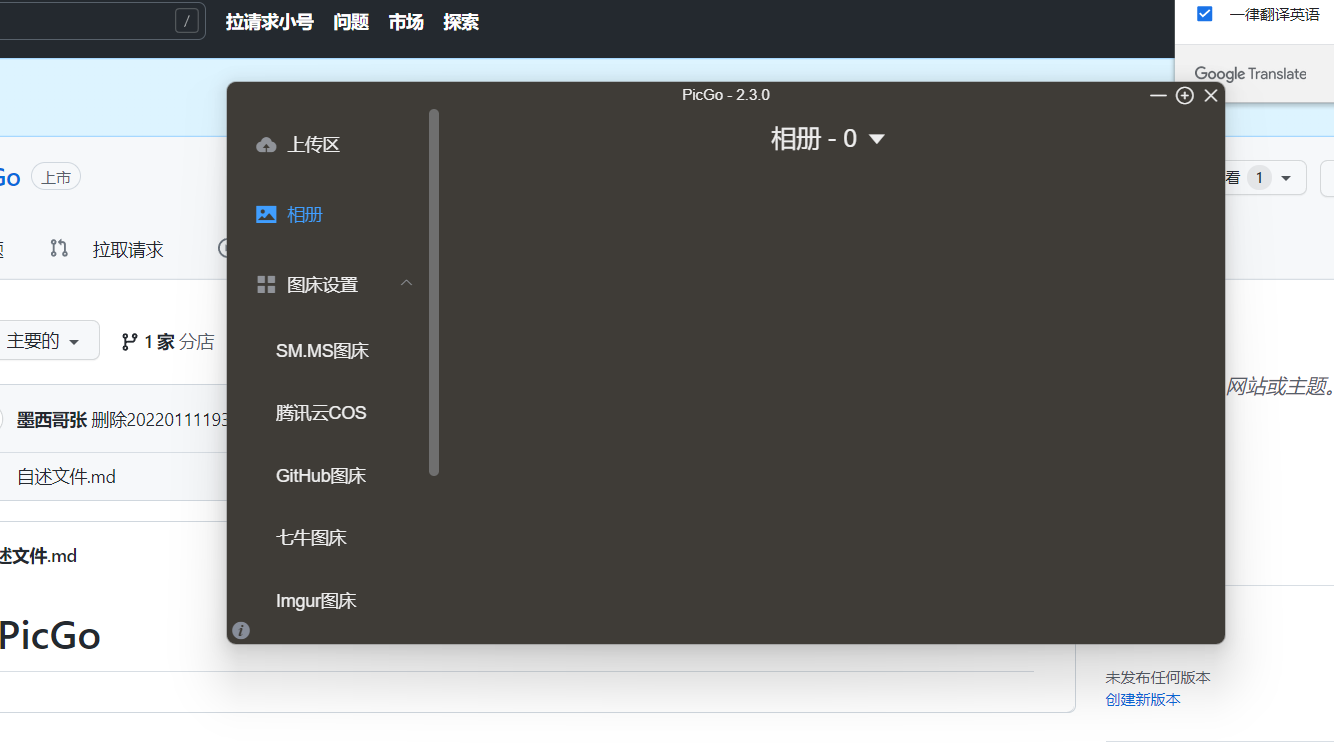 / 拉请求小号 问题 市场 探索
一律翻译英语
Google Translate
PicGo - 2.3.0
上传区
相册 - 0
Go 上市
看 1
相册
拉取请求
图床设置
主要的 1 家 分店
SM.MS图床
网站或主题。
腾讯云COS
墨西哥张 删除20220111193
自述文件.md
GitHub图床
七牛图床
述文件.md
Imgur图床
PicGo
未发布任何版本
创建新版本